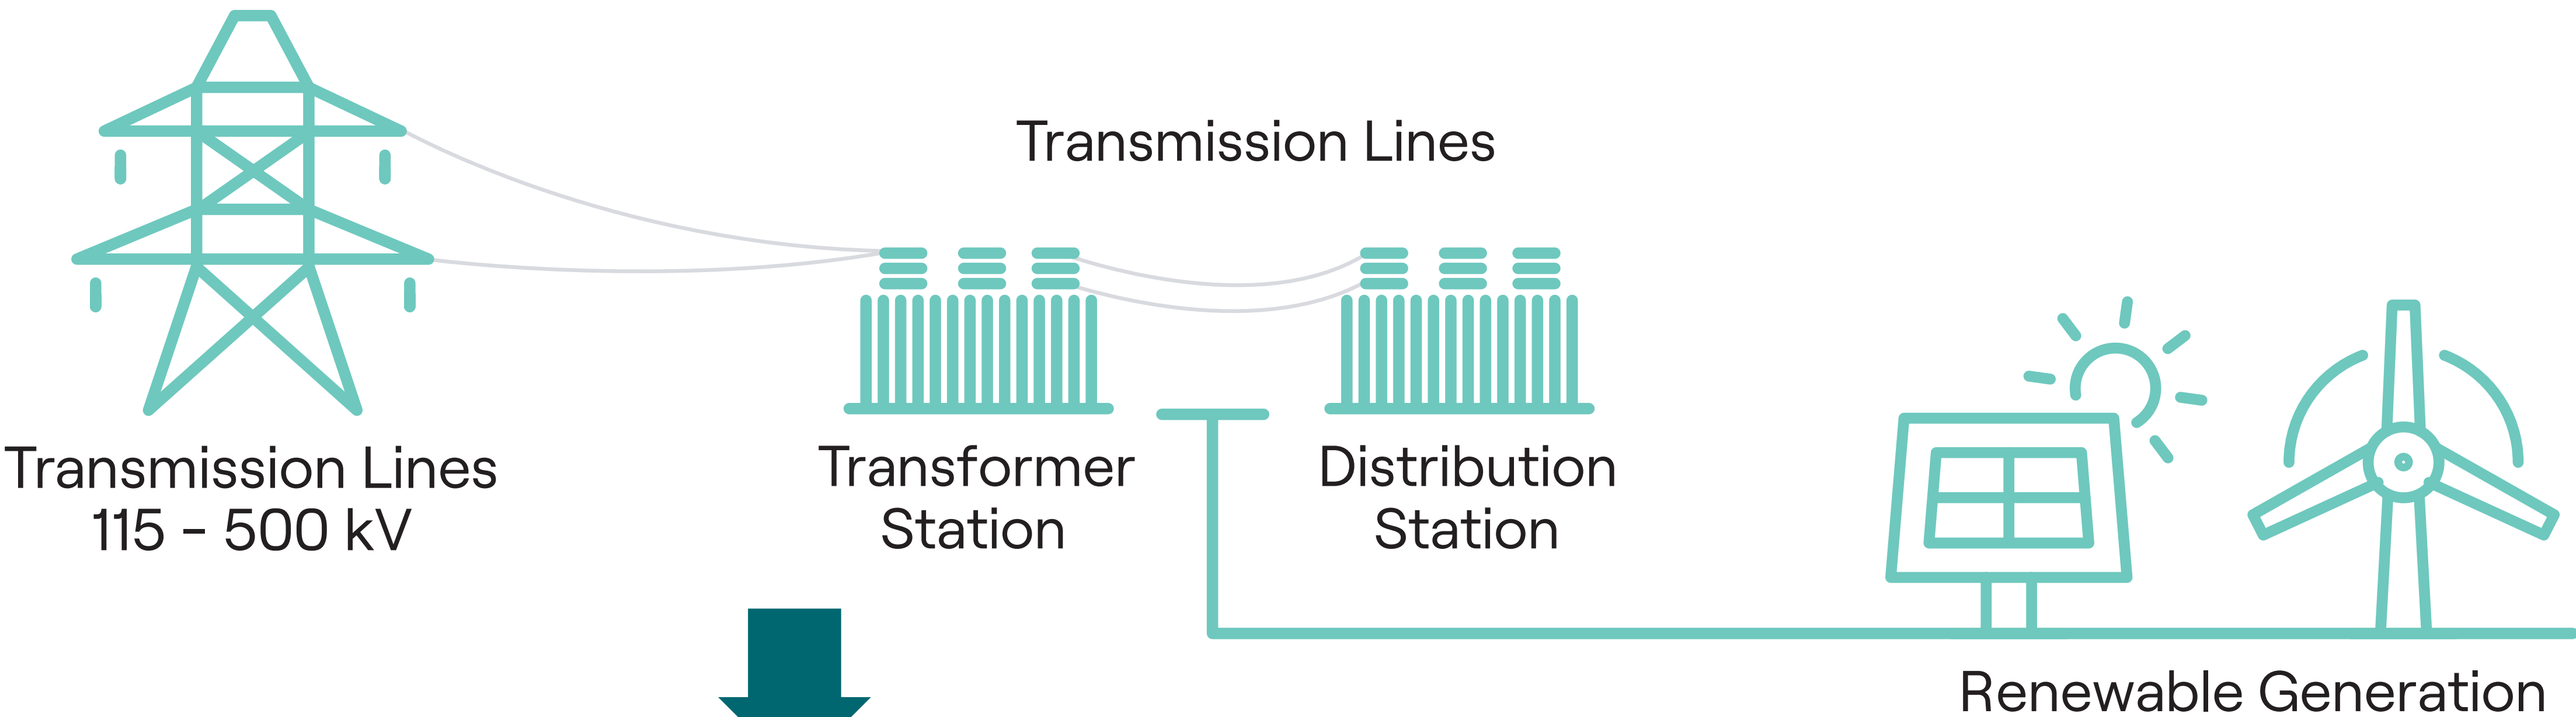 Transmission Lines
Transmission Lines
115 - 500 kV
Transformer
Station
Distribution
Station
Renewable Generation